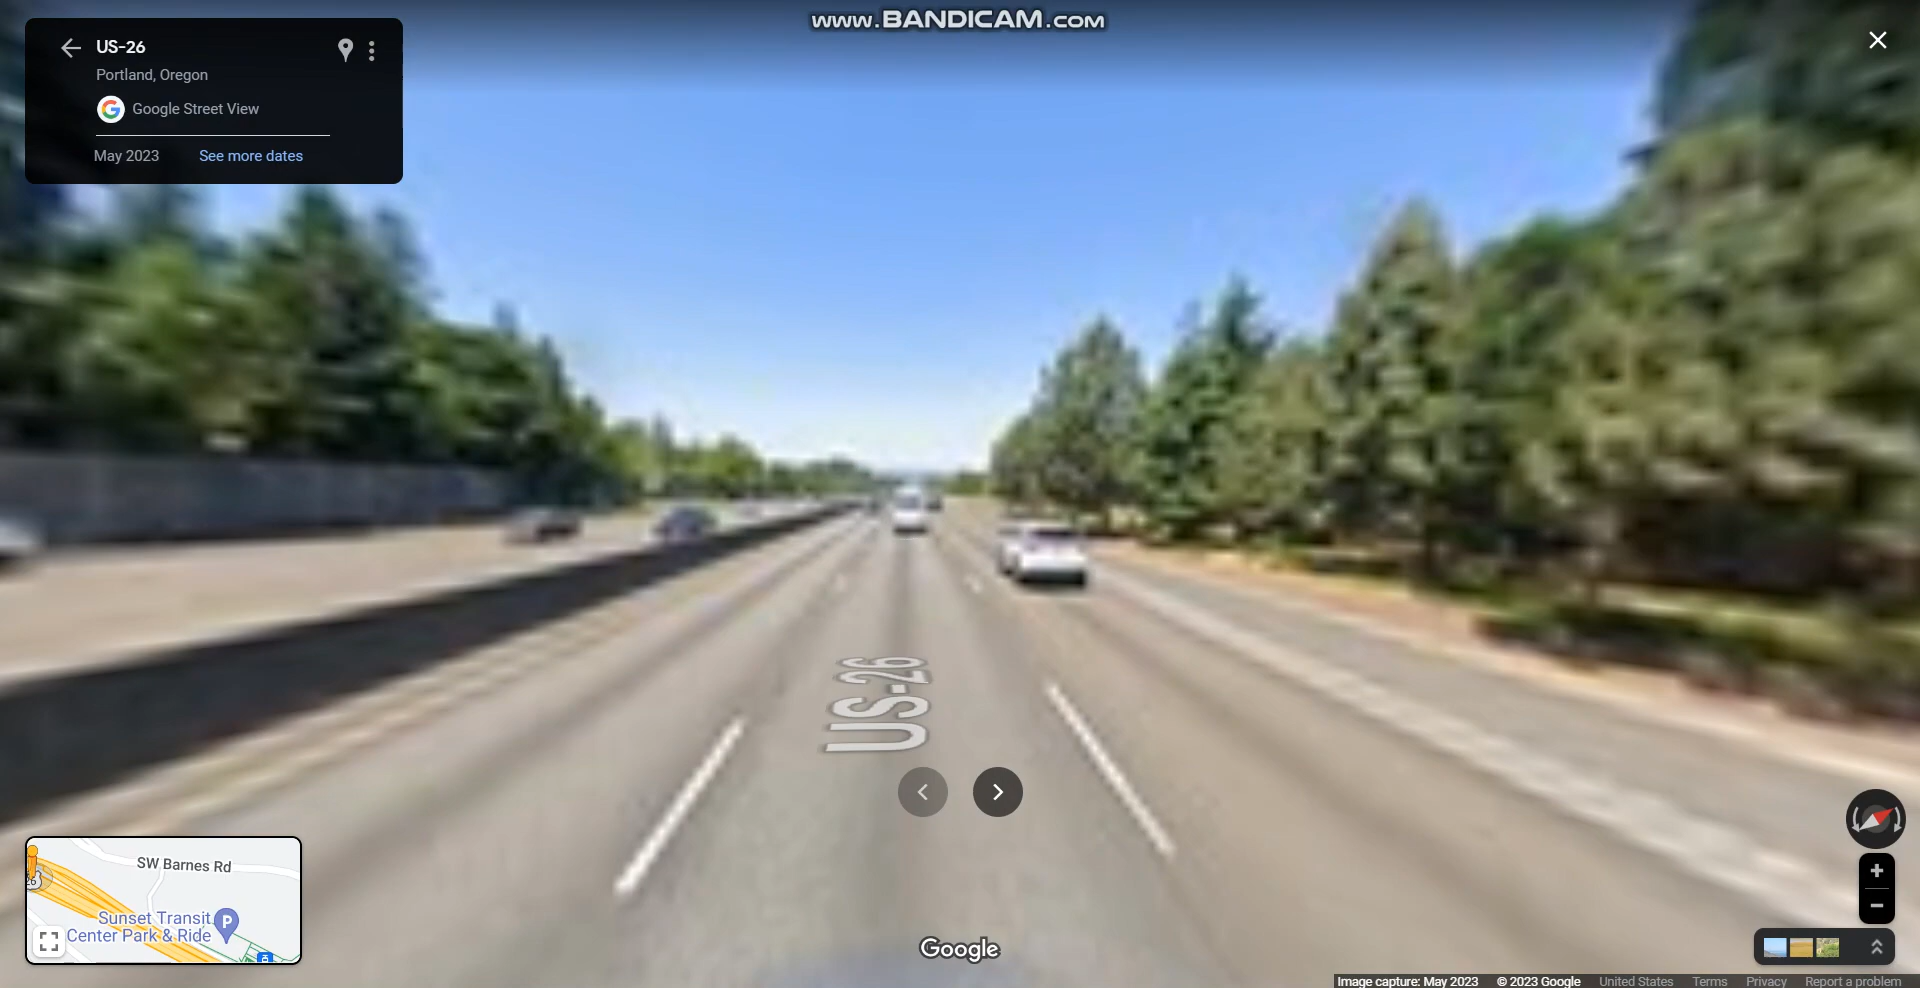 www.BANDICAM.com
US-26
Portland, Oregon
Google Street View
May 2023
See more dates
US-26
SW Barnes Rd
26
Sunset Transit
Center Park & Ride
P
Google
Image capture: May 2023 © 2023 Google United States Terms Privacy Report a problem